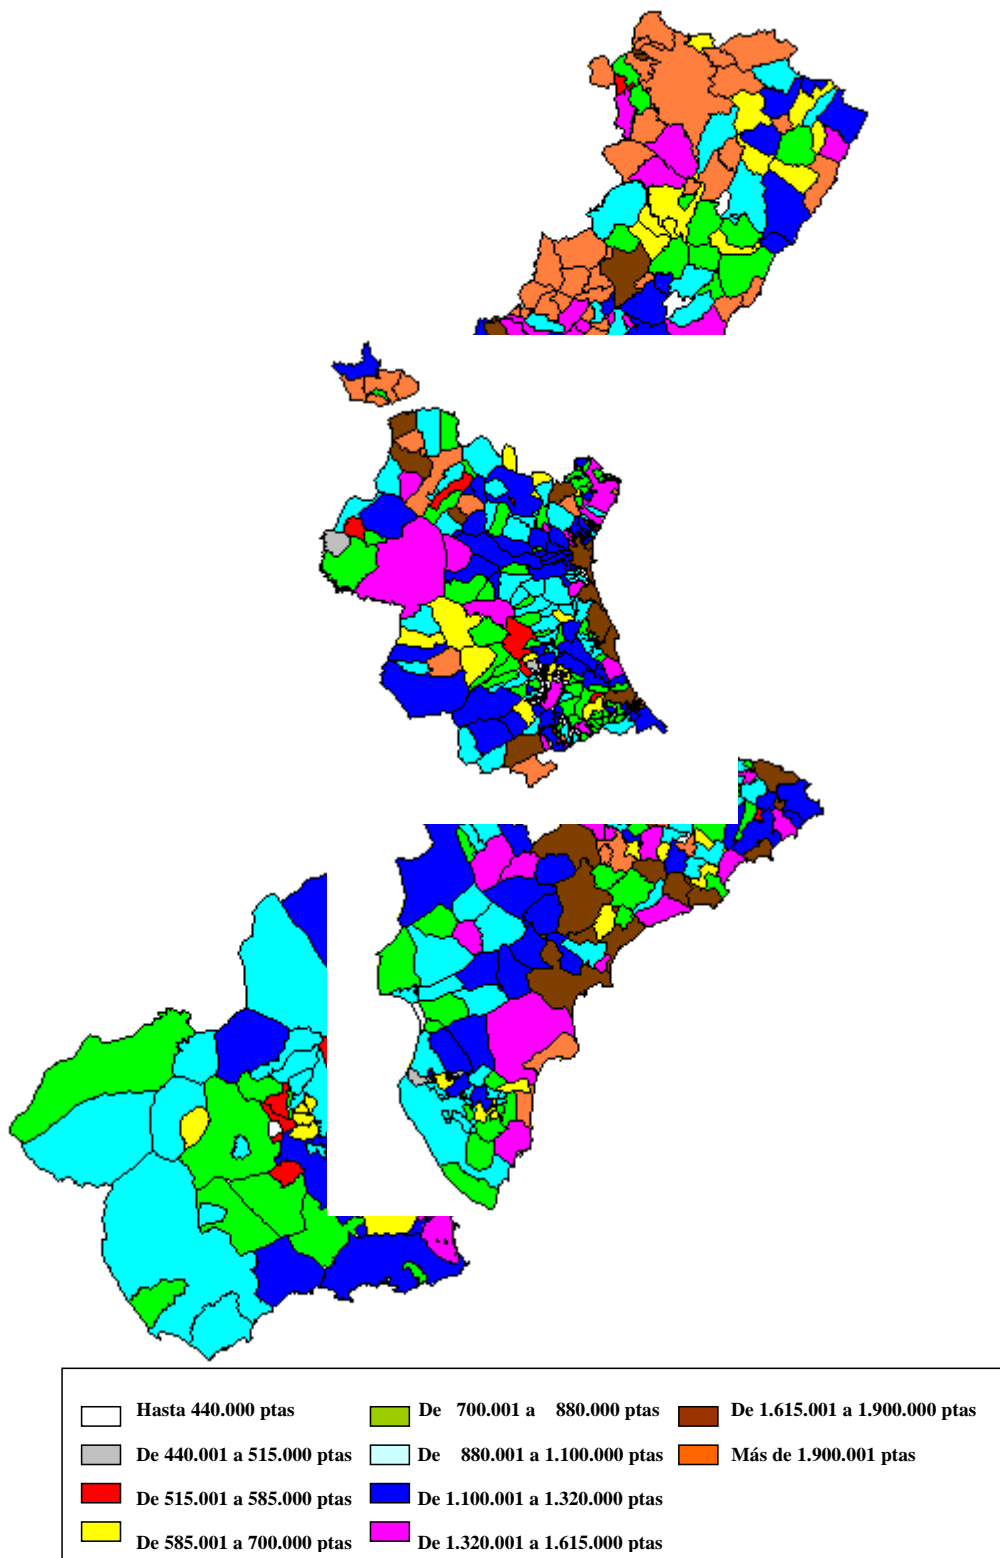 Hasta 440.000 ptas
De 440.001 a 515.000 ptas
De 515.001 a 585.000 ptas
De 585.001 a 700.000 ptas
De 700.001 a 880.000 ptas
De 880.001 a 1.100.000 ptas
De 1.100.001 a 1.320.000 ptas
De 1.320.001 a 1.615.000 ptas
De 1.615.001 a 1.900.000 ptas
Más de 1.900.001 ptas